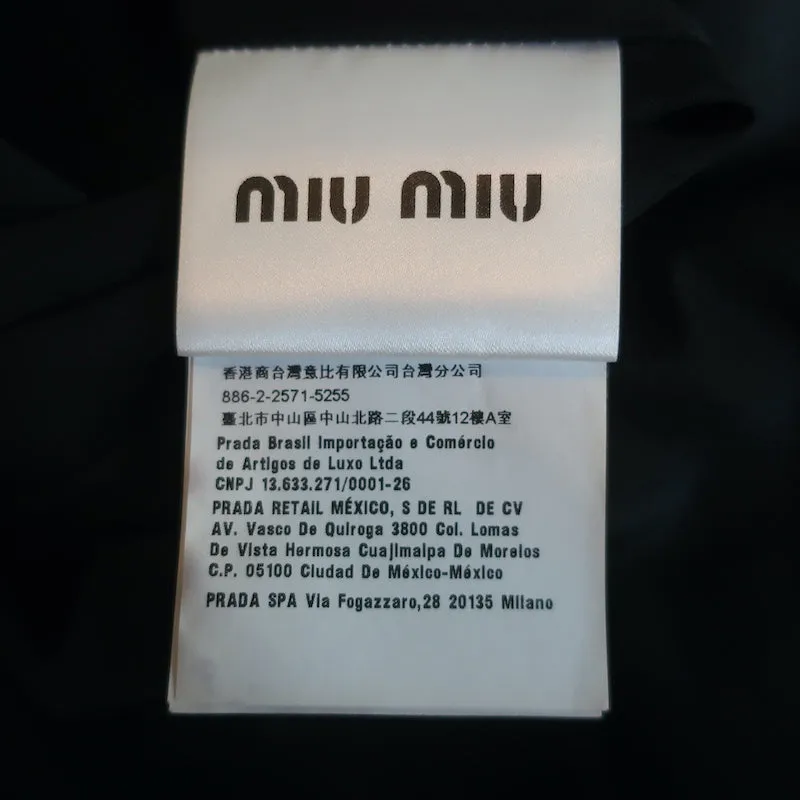 miu miu
香港商台灣意比有限公司台灣分公司
886-2-2571-5255
臺北市中山區中山北路二段44號12樓A室
Prada Brasil Importação e Comércio
de Artigos de Luxo Ltda
CNPJ 13.633.271/0001-26
PRADA RETAIL MÉXICO, S DE RL DE CV
AV. Vasco De Quiroga 3800 Col. Lomas
De Vista Hermosa Cuajimalpa De Morelos
C.P. 05100 Ciudad De México-México
PRADA SPA Via Fogazzaro,28 20135 Milano